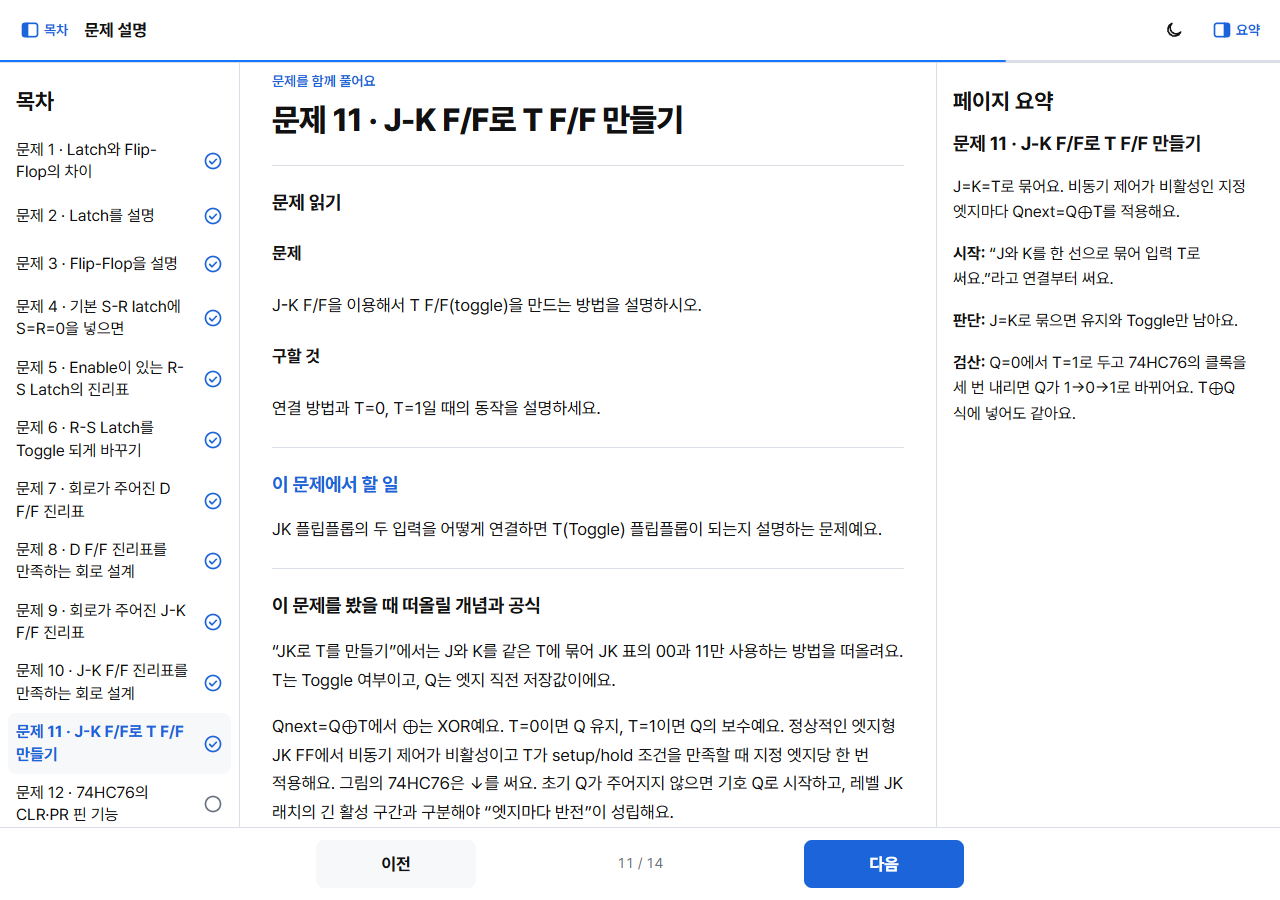 목차
문제 설명
요약
목차
문제 1 · Latch와 Flip-
Flop의 차이
문제 2 · Latch를 설명
문제 3 · Flip-Flop을 설명
문제 4 · 기본 S-R latch에
S=R=0을 넣으면
문제 5 · Enable이 있는 R-
S Latch의 진리표
문제 6 · R-S Latch를
Toggle 되게 바꾸기
문제 7 · 회로가 주어진 D
F/F 진리표
문제 8 · D F/F 진리표를
만족하는 회로 설계
문제 9 · 회로가 주어진 J-K
F/F 진리표
문제 10 · J-K F/F 진리표를
만족하는 회로 설계
문제 11 · J-K F/F로 T F/F
만들기
문제 12 · 74HC76의
CLR·PR 핀 기능
문제를 함께 풀어요
문제 11 · J-K F/F로 T F/F 만들기
문제 읽기
문제
J-K F/F을 이용해서 T F/F(toggle)을 만드는 방법을 설명하시오.
구할 것
연결 방법과 T=0, T=1일 때의 동작을 설명하세요.
이 문제에서 할 일
JK 플립플롭의 두 입력을 어떻게 연결하면 T(Toggle) 플립플롭이 되는지 설명하는 문제예요.
이 문제를 봤을 때 떠올릴 개념과 공식
“JK로 T를 만들기”에서는 J와 K를 같은 T에 묶어 JK 표의 00과 11만 사용하는 방법을 떠올려요.
T는 Toggle 여부이고, Q는 엣지 직전 저장값이에요.
Qnext=Q⊕T에서 ⊕는 XOR예요. T=0이면 Q 유지, T=1이면 Q의 보수예요. 정상적인 엣지형
JK FF에서 비동기 제어가 비활성이고 T가 setup/hold 조건을 만족할 때 지정 엣지당 한 번
적용해요. 그림의 74HC76은 ↓를 써요. 초기 Q가 주어지지 않으면 기호 Q로 시작하고, 레벨 JK
래치의 긴 활성 구간과 구분해야 “엣지마다 반전”이 성립해요.
페이지 요약
문제 11 · J-K F/F로 T F/F 만들기
J=K=T로 묶어요. 비동기 제어가 비활성인 지정
엣지마다 Qnext=Q⊕T를 적용해요.
시작: “J와 K를 한 선으로 묶어 입력 T로
써요.”라고 연결부터 써요.
판단: J=K로 묶으면 유지와 Toggle만 남아요.
검산: Q=0에서 T=1로 두고 74HC76의 클록을
세 번 내리면 Q가 1→0→1로 바뀌어요. T⊕Q
식에 넣어도 같아요.
이전
11 / 14
다음